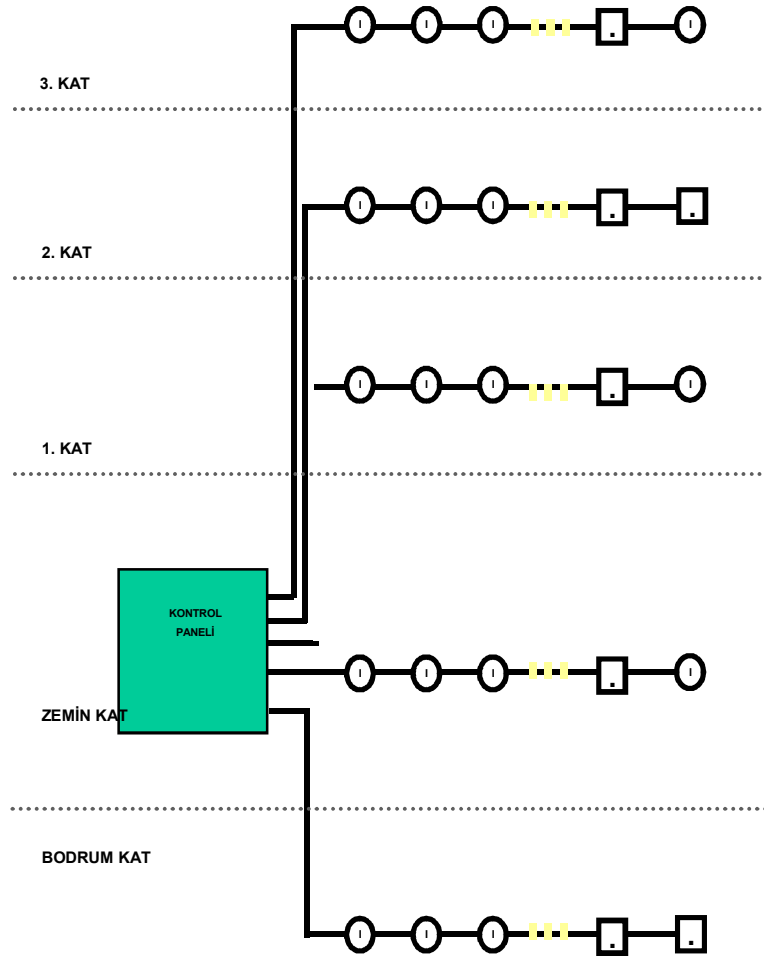 3. KAT
2. KAT
1. KAT
KONTROL
PANELİ
ZEMİN KAT
BODRUM KAT